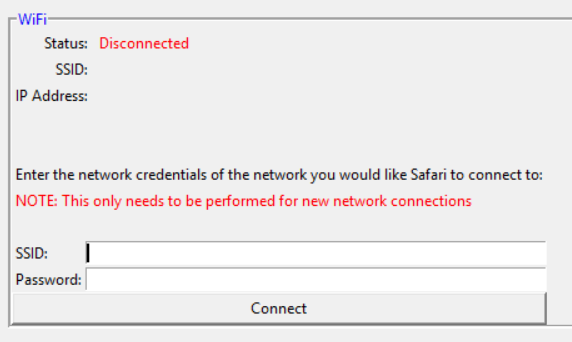 WiFi
Status: Disconnected
SSID:
IP Address:
Enter the network credentials of the network you would like Safari to connect to:
NOTE: This only needs to be performed for new network connections
SSID:
Password:
Connect